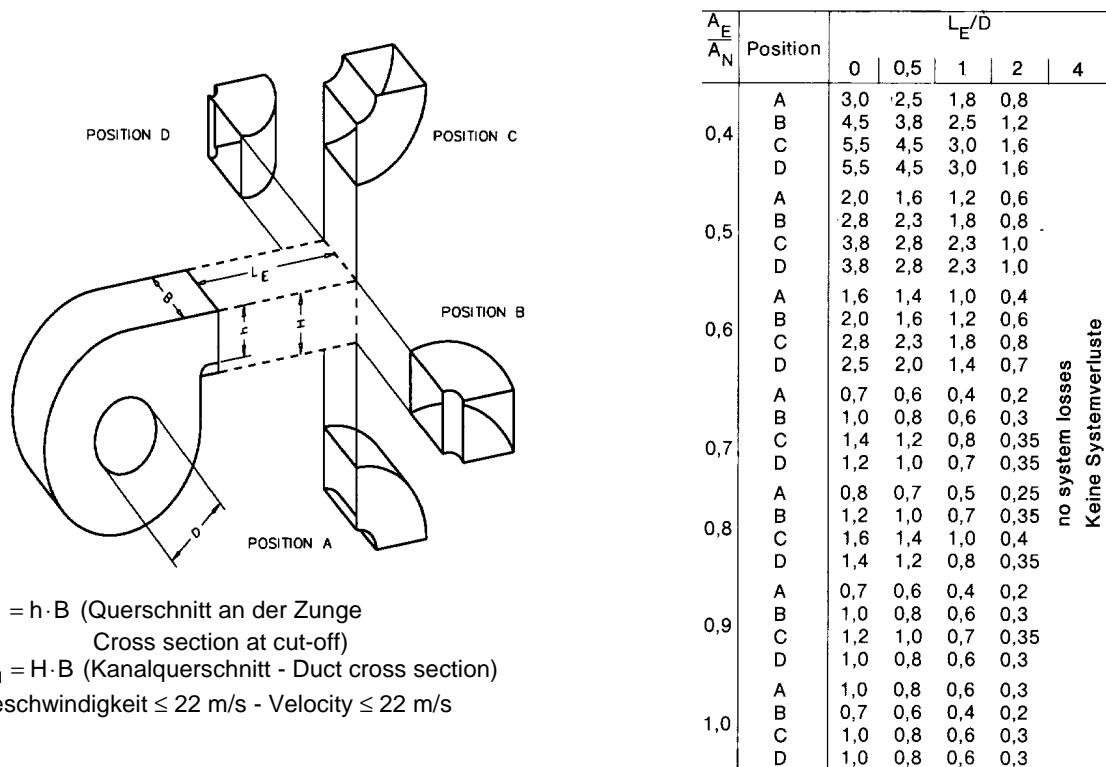 POSITION D
POSITION C
L E
B
h
H
POSITION B
D
POSITION A
= h·B (Querschnitt an der Zunge
Cross section at cut-off)
= H·B (Kanalquerschnitt - Duct cross section)
eschwindigkeit ≤ 22 m/s - Velocity ≤ 22 m/s
A_E/A_N Position L_E/D
0 0,5 1 2 4
0,4
A 3,0 2,5 1,8 0,8
B 4,5 3,8 2,5 1,2
C 5,5 4,5 3,0 1,6
D 5,5 4,5 3,0 1,6
0,5
A 2,0 1,6 1,2 0,6
B 2,8 2,3 1,8 0,8
C 3,8 2,8 2,3 1,0
D 3,8 2,8 2,3 1,0
0,6
A 1,6 1,4 1,0 0,4
B 2,0 1,6 1,2 0,6
C 2,8 2,3 1,8 0,8
D 2,5 2,0 1,4 0,7
0,7
A 0,7 0,6 0,4 0,2
B 1,0 0,8 0,6 0,3
C 1,4 1,2 0,8 0,35
D 1,2 1,0 0,7 0,35
0,8
A 0,8 0,7 0,5 0,25
B 1,2 1,0 0,7 0,35
C 1,6 1,4 1,0 0,4
D 1,4 1,2 0,8 0,35
0,9
A 0,7 0,6 0,4 0,2
B 1,0 0,8 0,6 0,3
C 1,2 1,0 0,7 0,35
D 1,0 0,8 0,6 0,3
1,0
A 1,0 0,8 0,6 0,3
B 0,7 0,6 0,4 0,2
C 1,0 0,8 0,6 0,3
D 1,0 0,8 0,6 0,3
no system losses
Keine Systemverluste